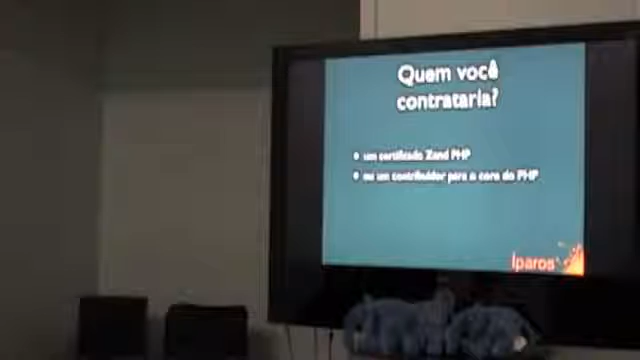 Quem você
contrataria?
um certificado Zend PHP
ou um contribuidor para o core do PHP
iparos